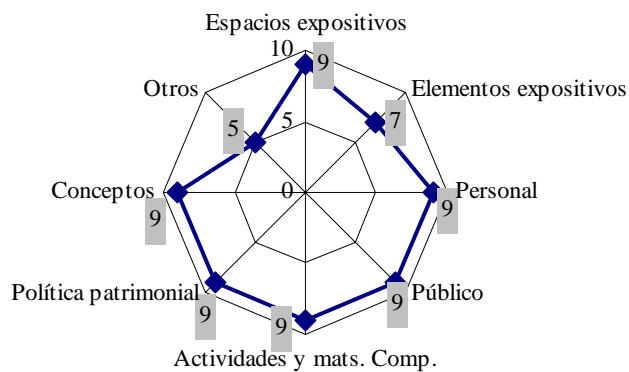 Espacios expositivos
10
9
Otros
Elementos expositivos
5
5
7
Conceptos
0
Personal
9
9
Política patrimonial
Público
9
9
9
Actividades y mats. Comp.